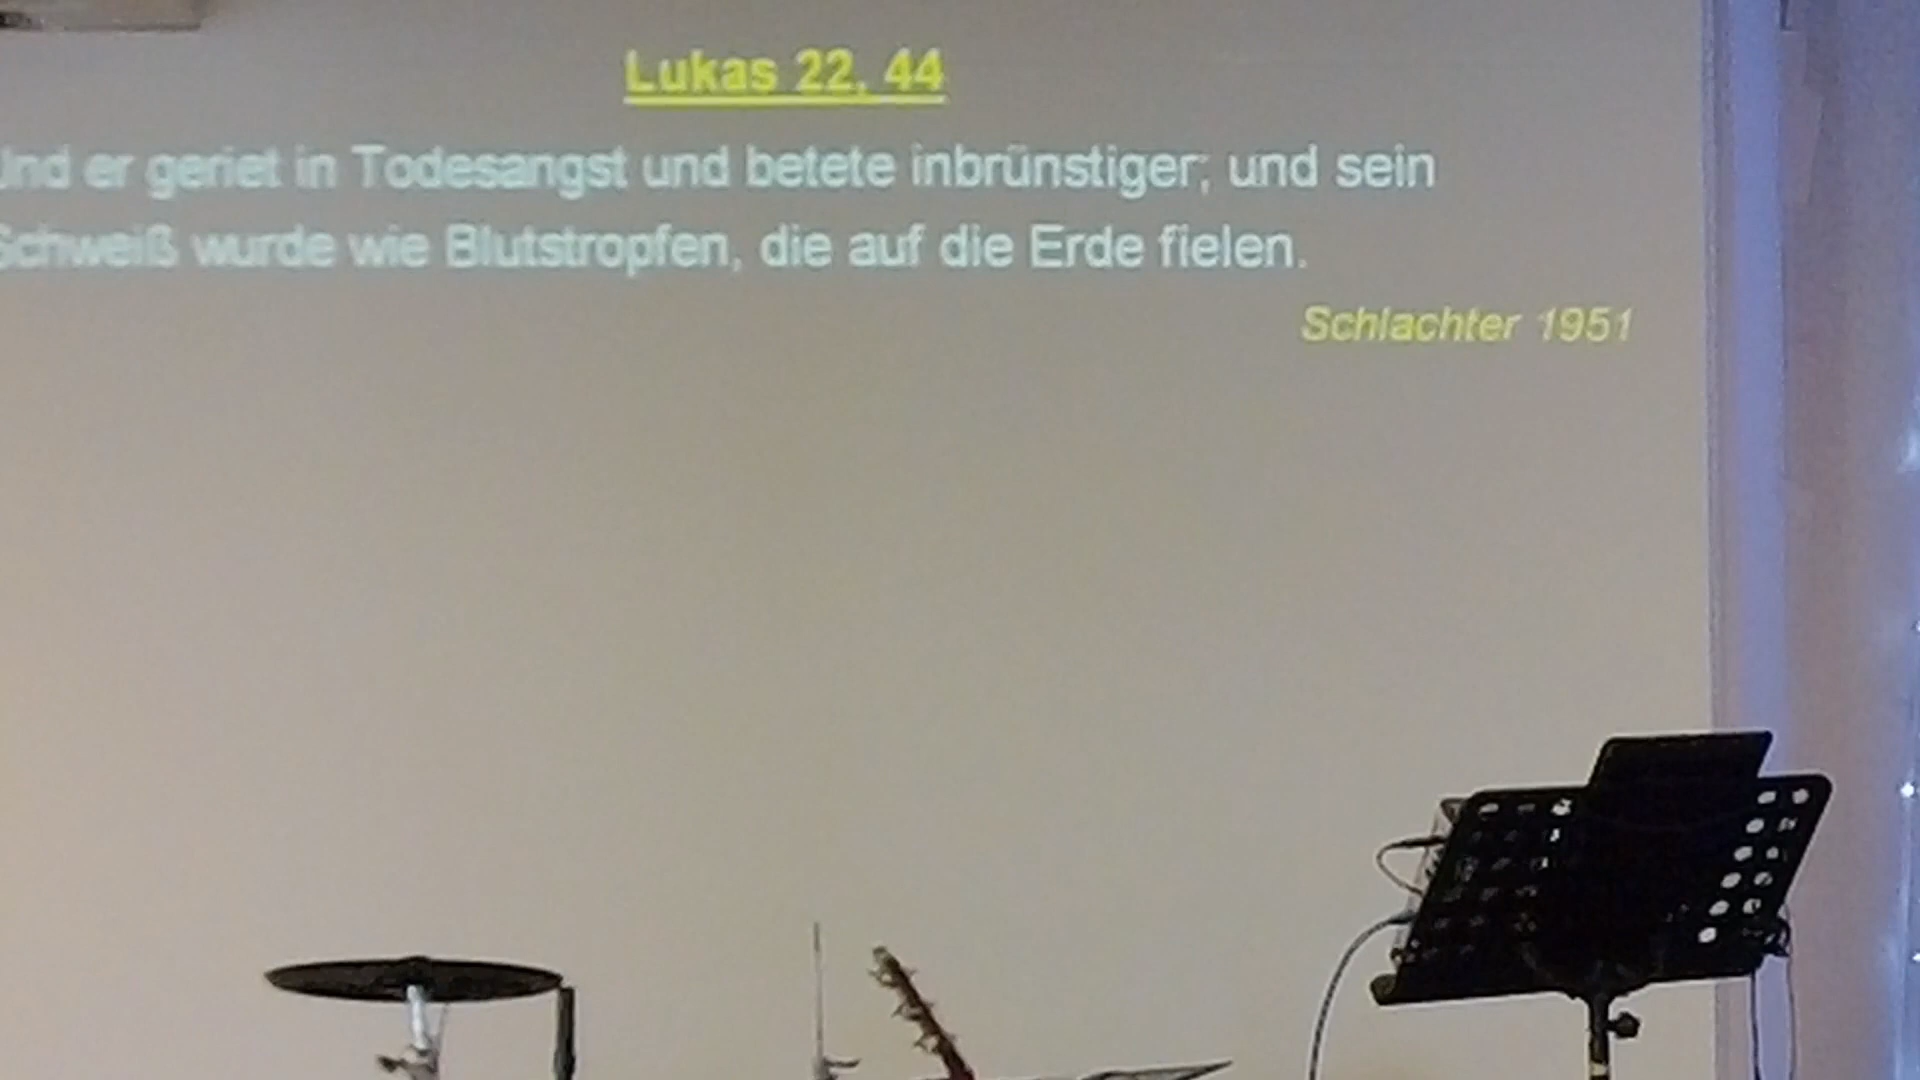 Lukas 22, 44
Und er geriet in Todesangst und betete inbrünstiger; und sein
Schweiß wurde wie Blutstropfen, die auf die Erde fielen.
Schlachter 1951